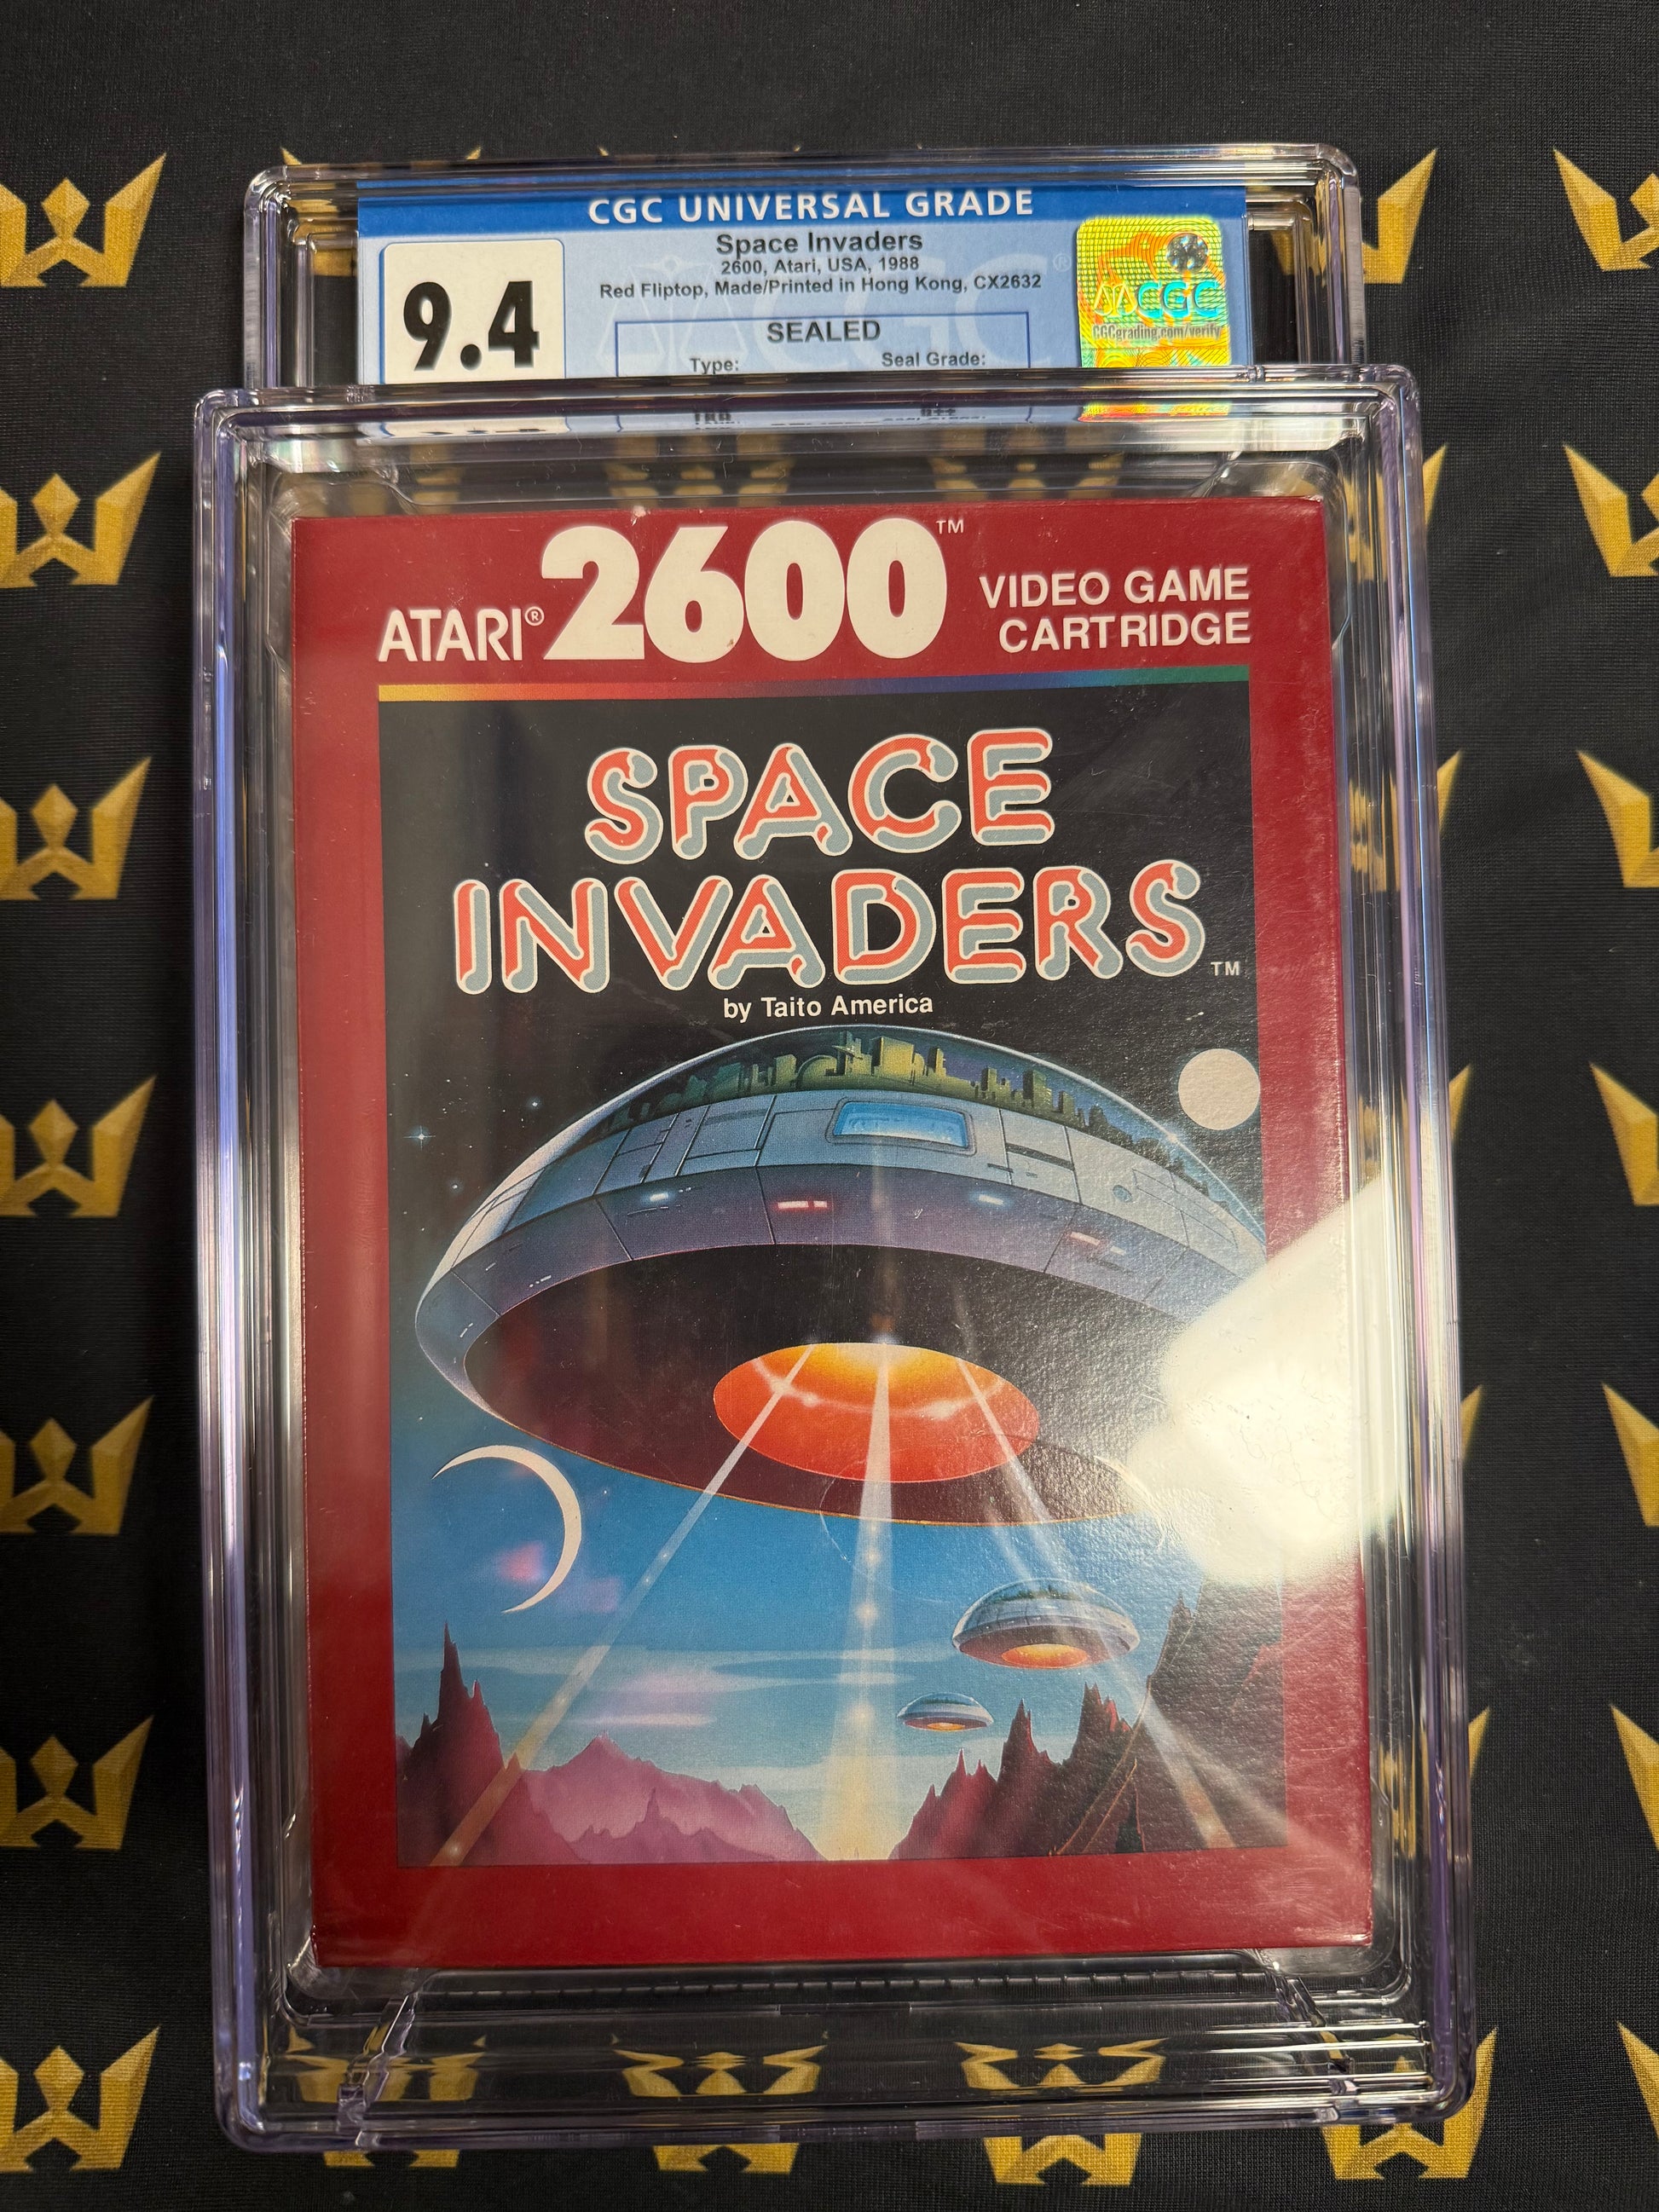 CGC UNIVERSAL GRADE
9.4
Space Invaders
2600, Atari, USA, 1988
Red Fliptop, Made/Printed in Hong Kong, CX2632
SEALED
Type:
Seal Grade:
CGC
CGCgrading.com/verify
ATARI® 2600™
VIDEO GAME
CARTRIDGE
SPACE
INVADERS™
by Taito America